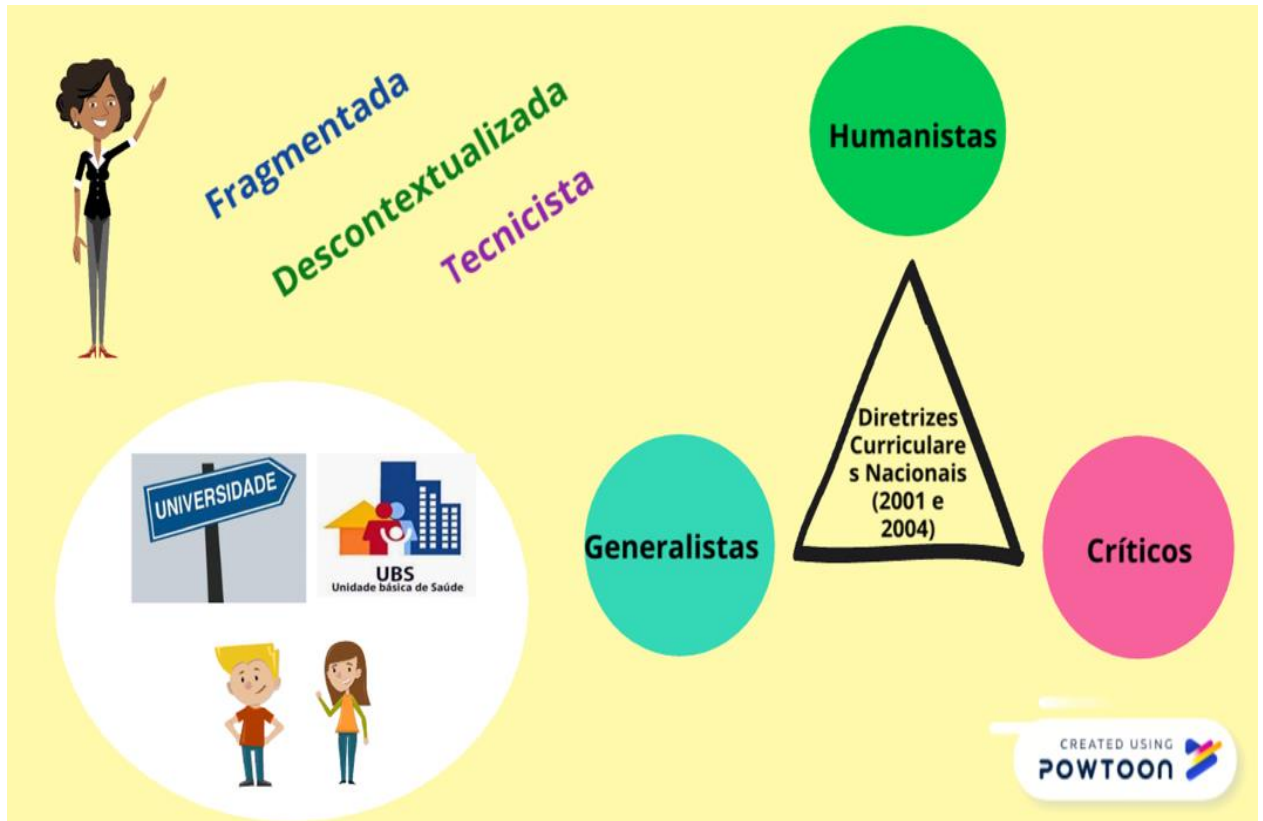 Fragmentada
Descontextualizada
Tecnicista
Humanistas
Diretrizes
Curriculare
s Nacionais
(2001 e
2004)
Generalistas
Críticos
UNIVERSIDADE
UBS
Unidade básica de Saúde
CREATED USING
POWTOON